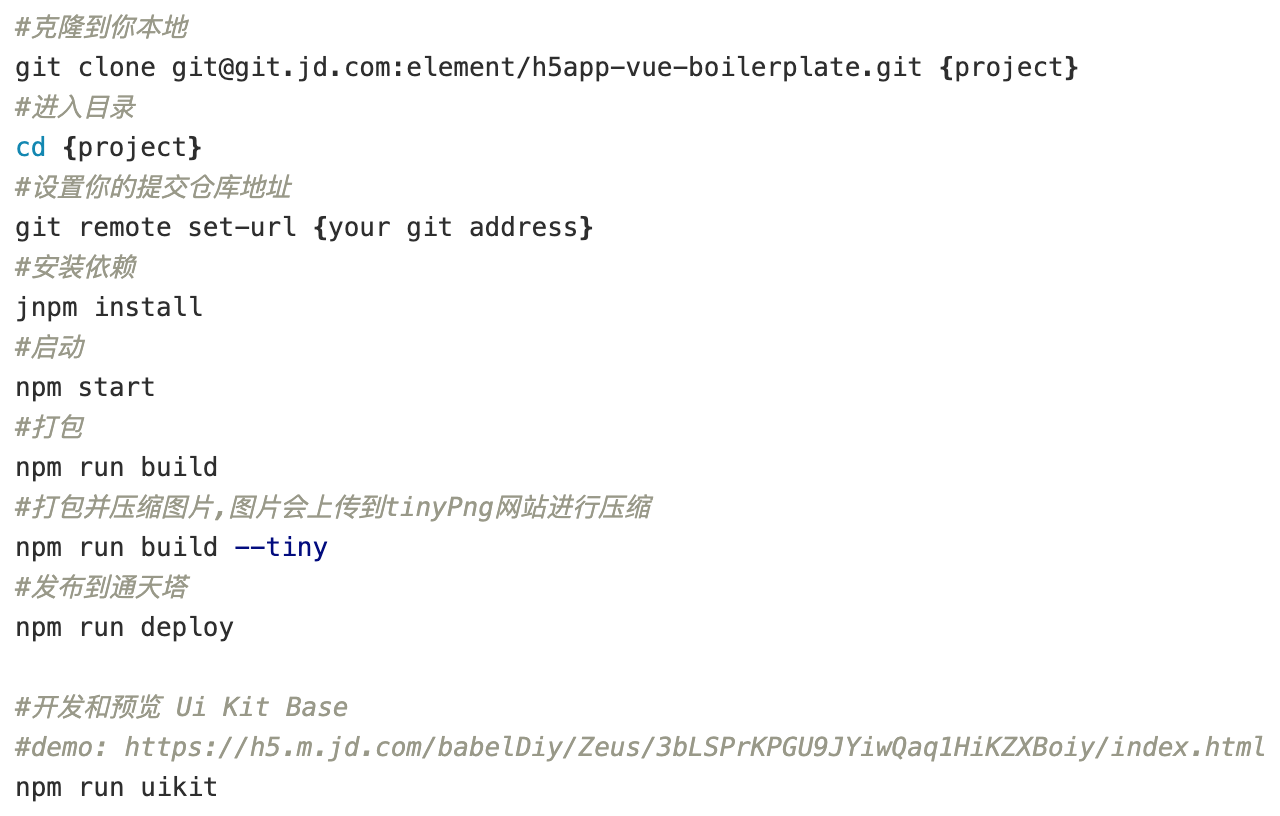 #克隆到你本地
git clone git@git.jd.com:element/h5app-vue-boilerplate.git {project}
#进入目录
cd {project}
#设置你的提交仓库地址
git remote set-url {your git address}
#安装依赖
jnpm install
#启动
npm start
#打包
npm run build
#打包并压缩图片,图片会上传到tinyPng网站进行压缩
npm run build --tiny
#发布到通天塔
npm run deploy
#开发和预览 Ui Kit Base
#demo: https://h5.m.jd.com/babelDiy/Zeus/3bLSPrKPGU9JYiwQaq1HiKZXBoiy/index.html
npm run uikit